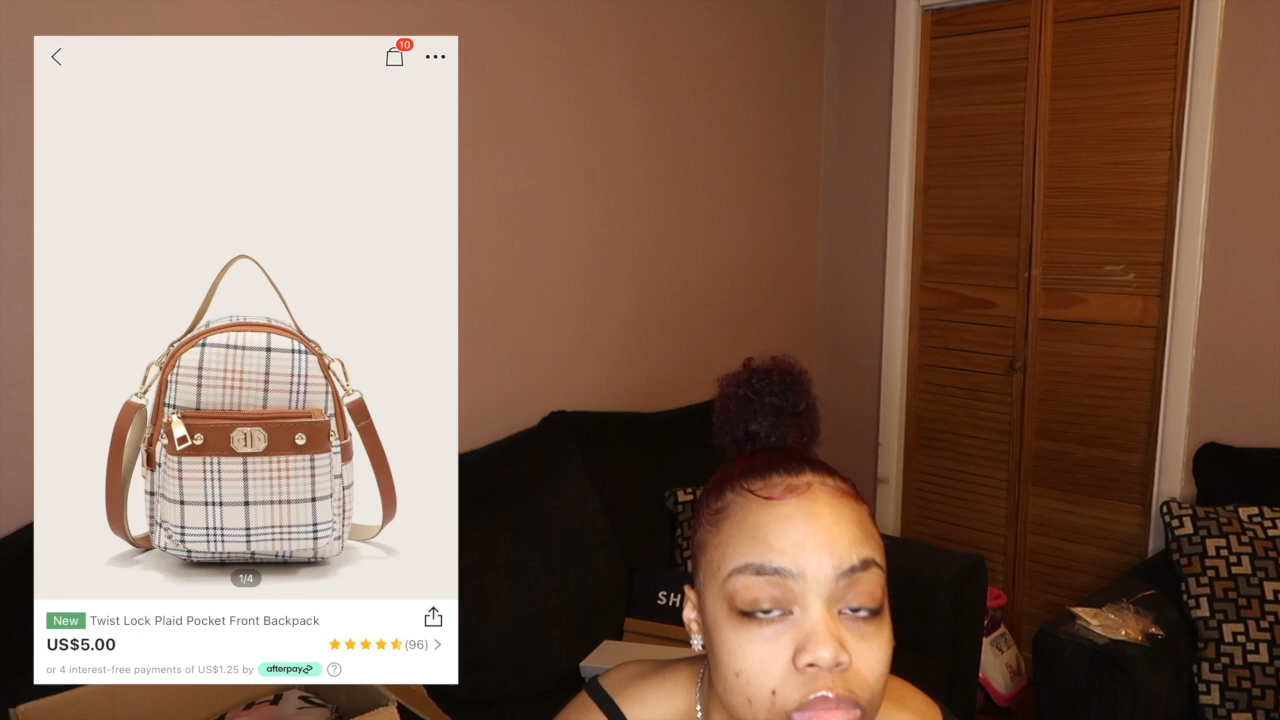 10
1/4
New Twist Lock Plaid Pocket Front Backpack
US$5.00 (96)
or 4 interest-free payments of US$1.25 by afterpay ?
SH